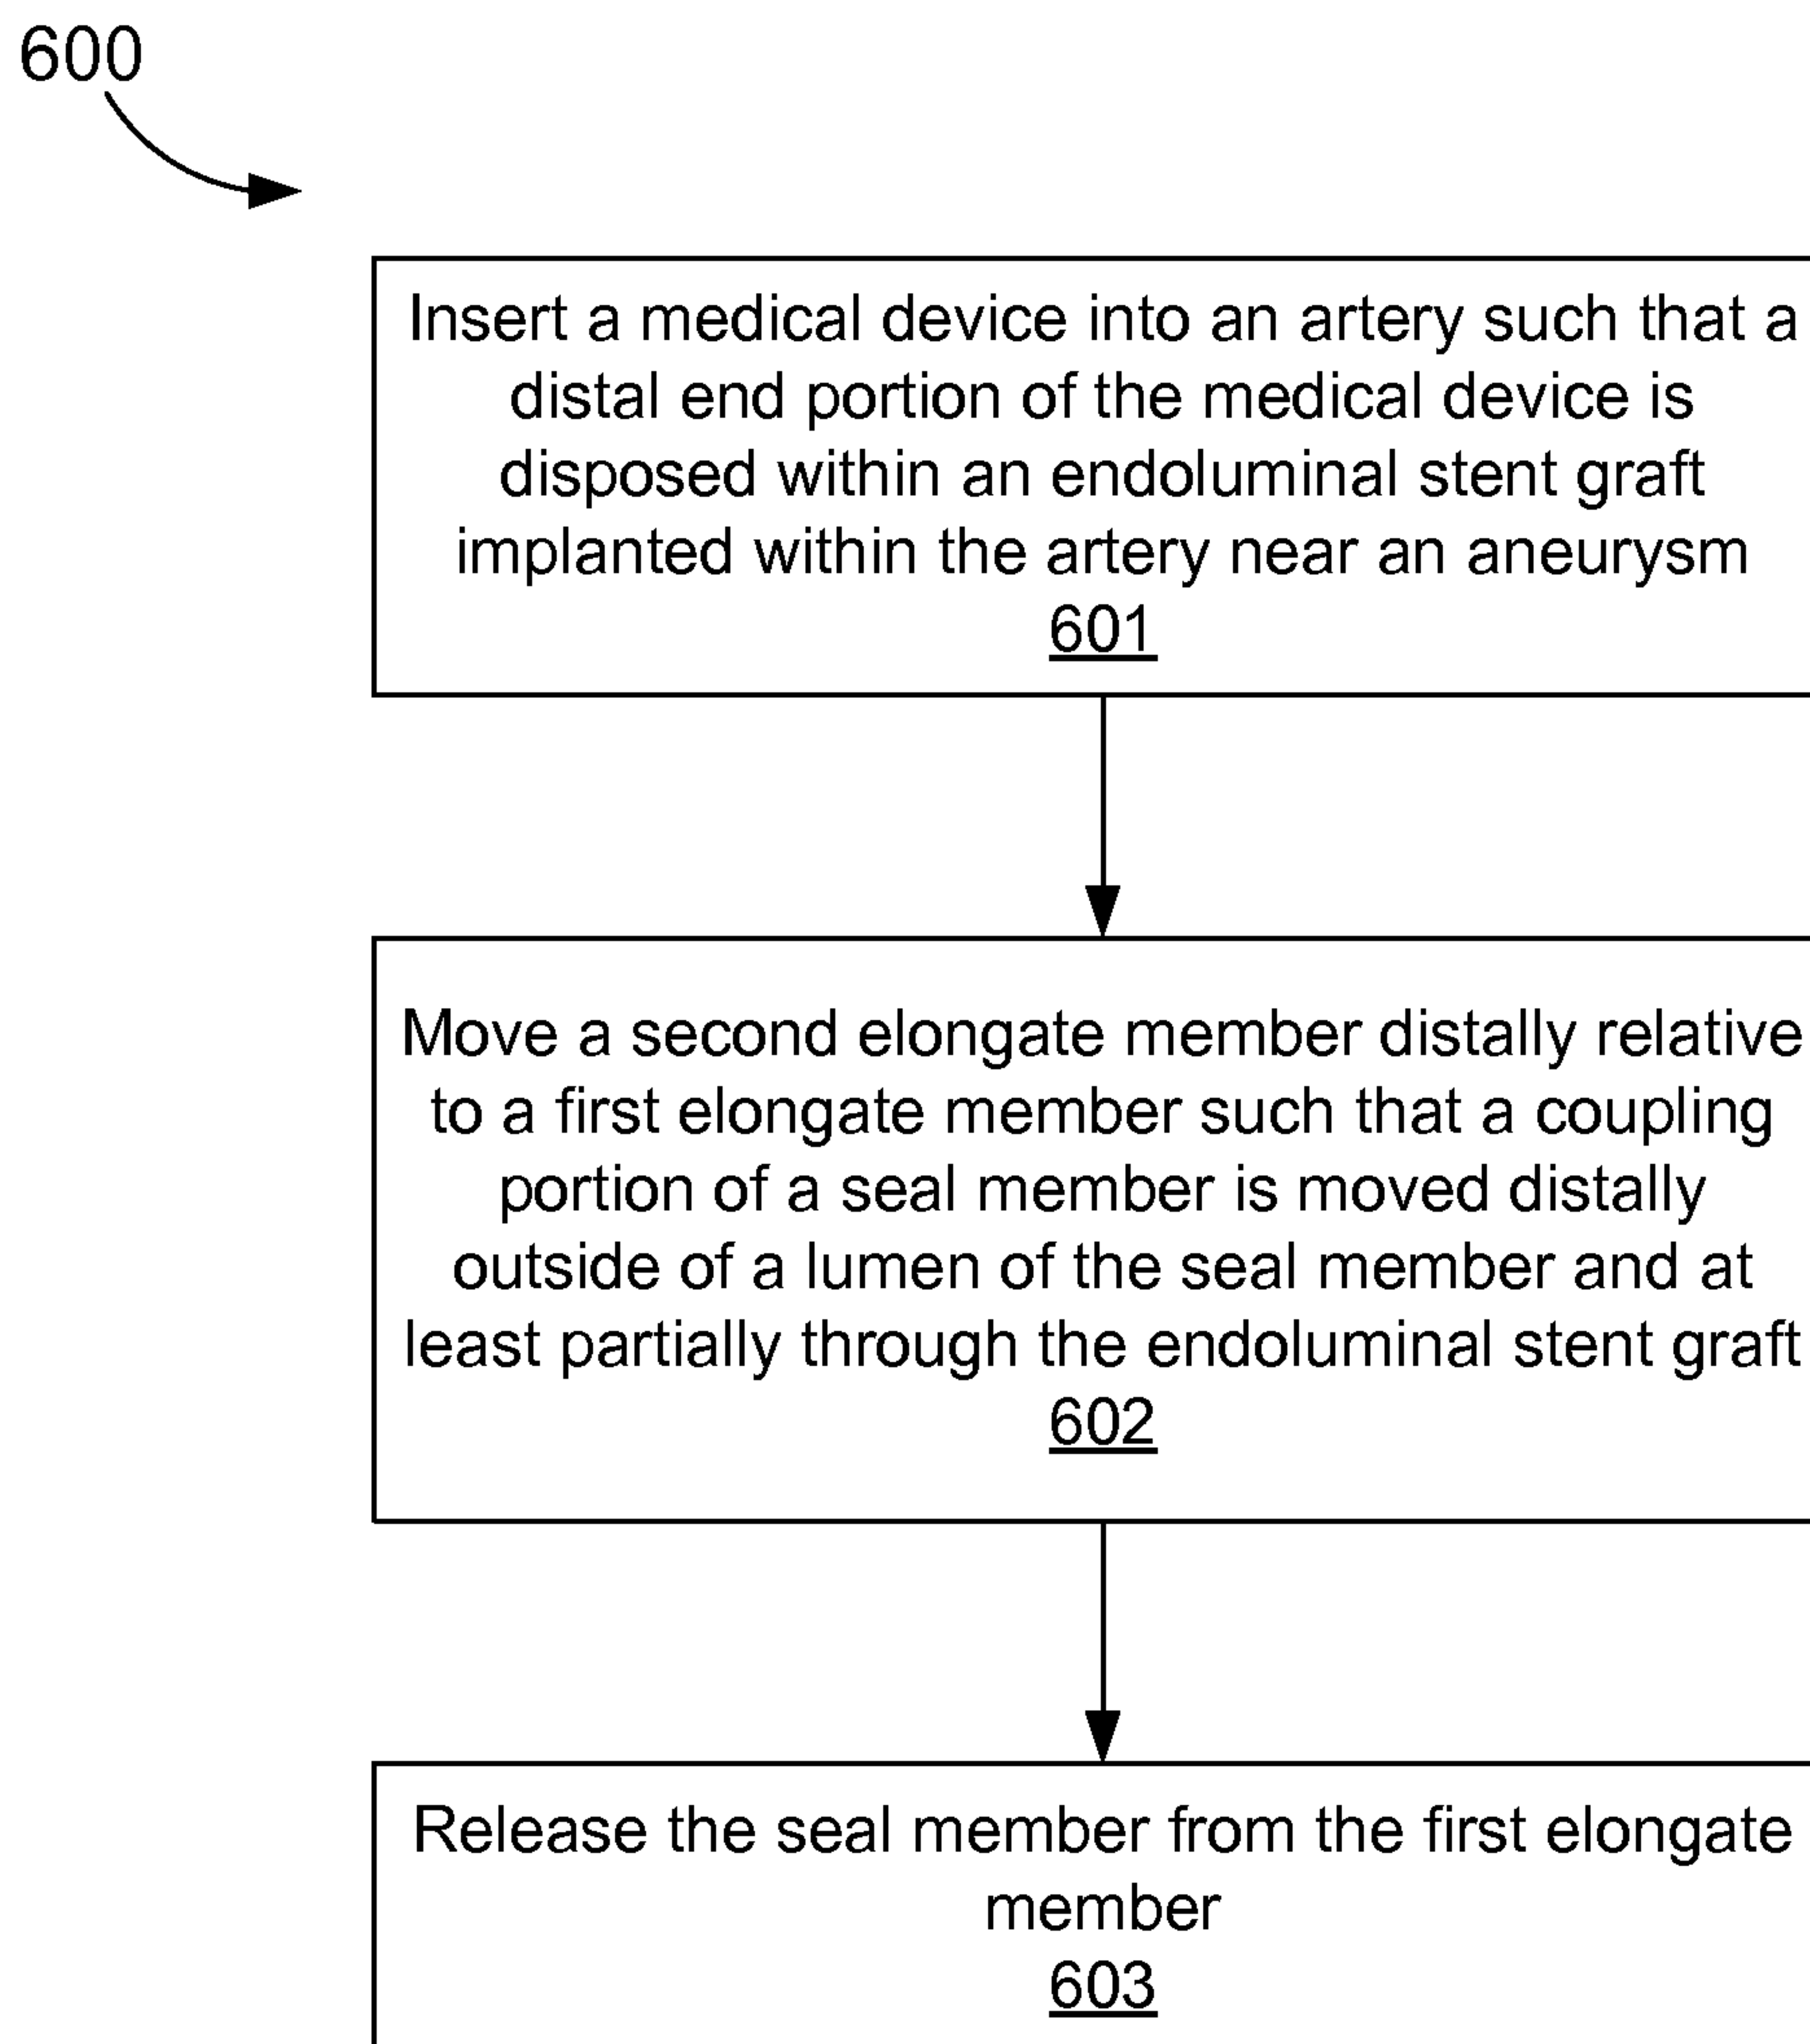 600
Insert a medical device into an artery such that a
distal end portion of the medical device is
disposed within an endoluminal stent graft
implanted within the artery near an aneurysm
601
Move a second elongate member distally relative
to a first elongate member such that a coupling
portion of a seal member is moved distally
outside of a lumen of the seal member and at
least partially through the endoluminal stent graft
602
Release the seal member from the first elongate
member
603